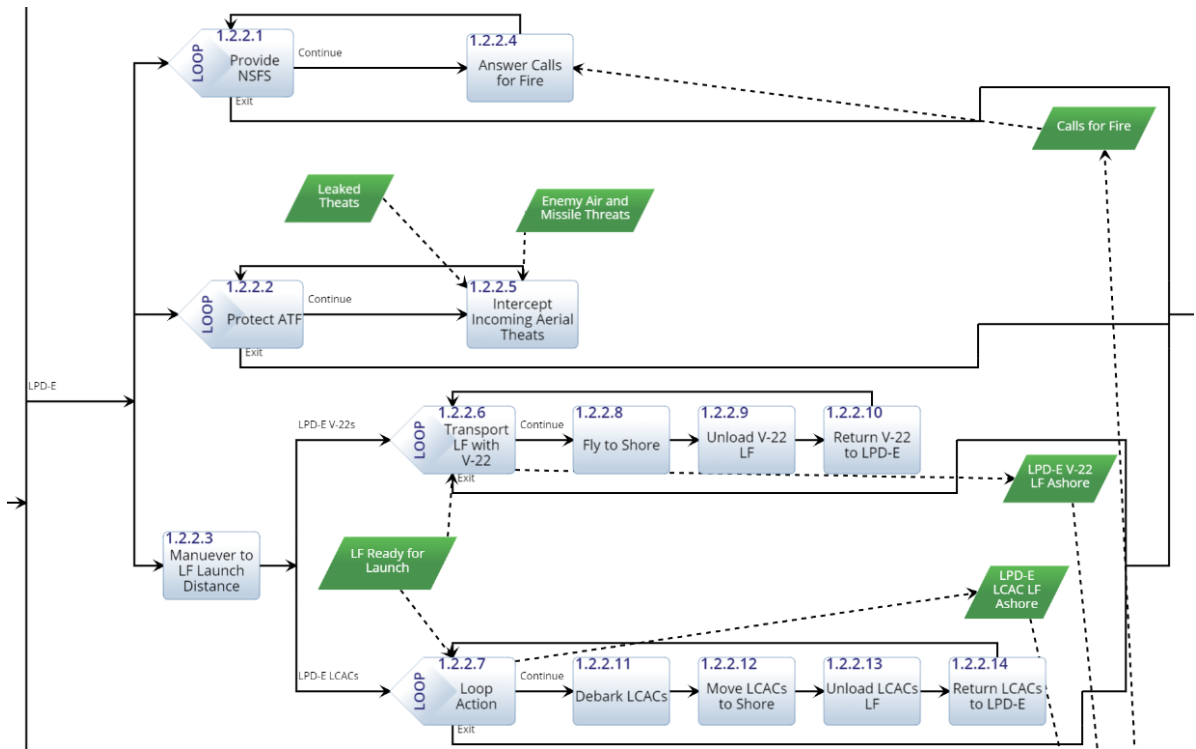 1.2.2.1
LOOP
Provide
NSFS
Continue
Exit
1.2.2.4
Answer Calls
for Fire
Calls for Fire
Leaked
Theats
Enemy Air and
Missile Threats
1.2.2.2
LOOP
Protect ATF
Continue
Exit
1.2.2.5
Intercept
Incoming Aerial
Theats
LPD-E
LPD-E V-22s
1.2.2.6
LOOP
Transport
LF with
V-22
Continue
Exit
1.2.2.8
Fly to Shore
1.2.2.9
Unload V-22
LF
1.2.2.10
Return V-22
to LPD-E
LPD-E V-22
LF Ashore
1.2.2.3
Manuever to
LF Launch
Distance
LF Ready for
Launch
LPD-E
LCAC LF
Ashore
LPD-E LCACs
1.2.2.7
LOOP
Loop
Action
Continue
Exit
1.2.2.11
Debark LCACs
1.2.2.12
Move LCACs
to Shore
1.2.2.13
Unload LCACs
LF
1.2.2.14
Return LCACs
to LPD-E